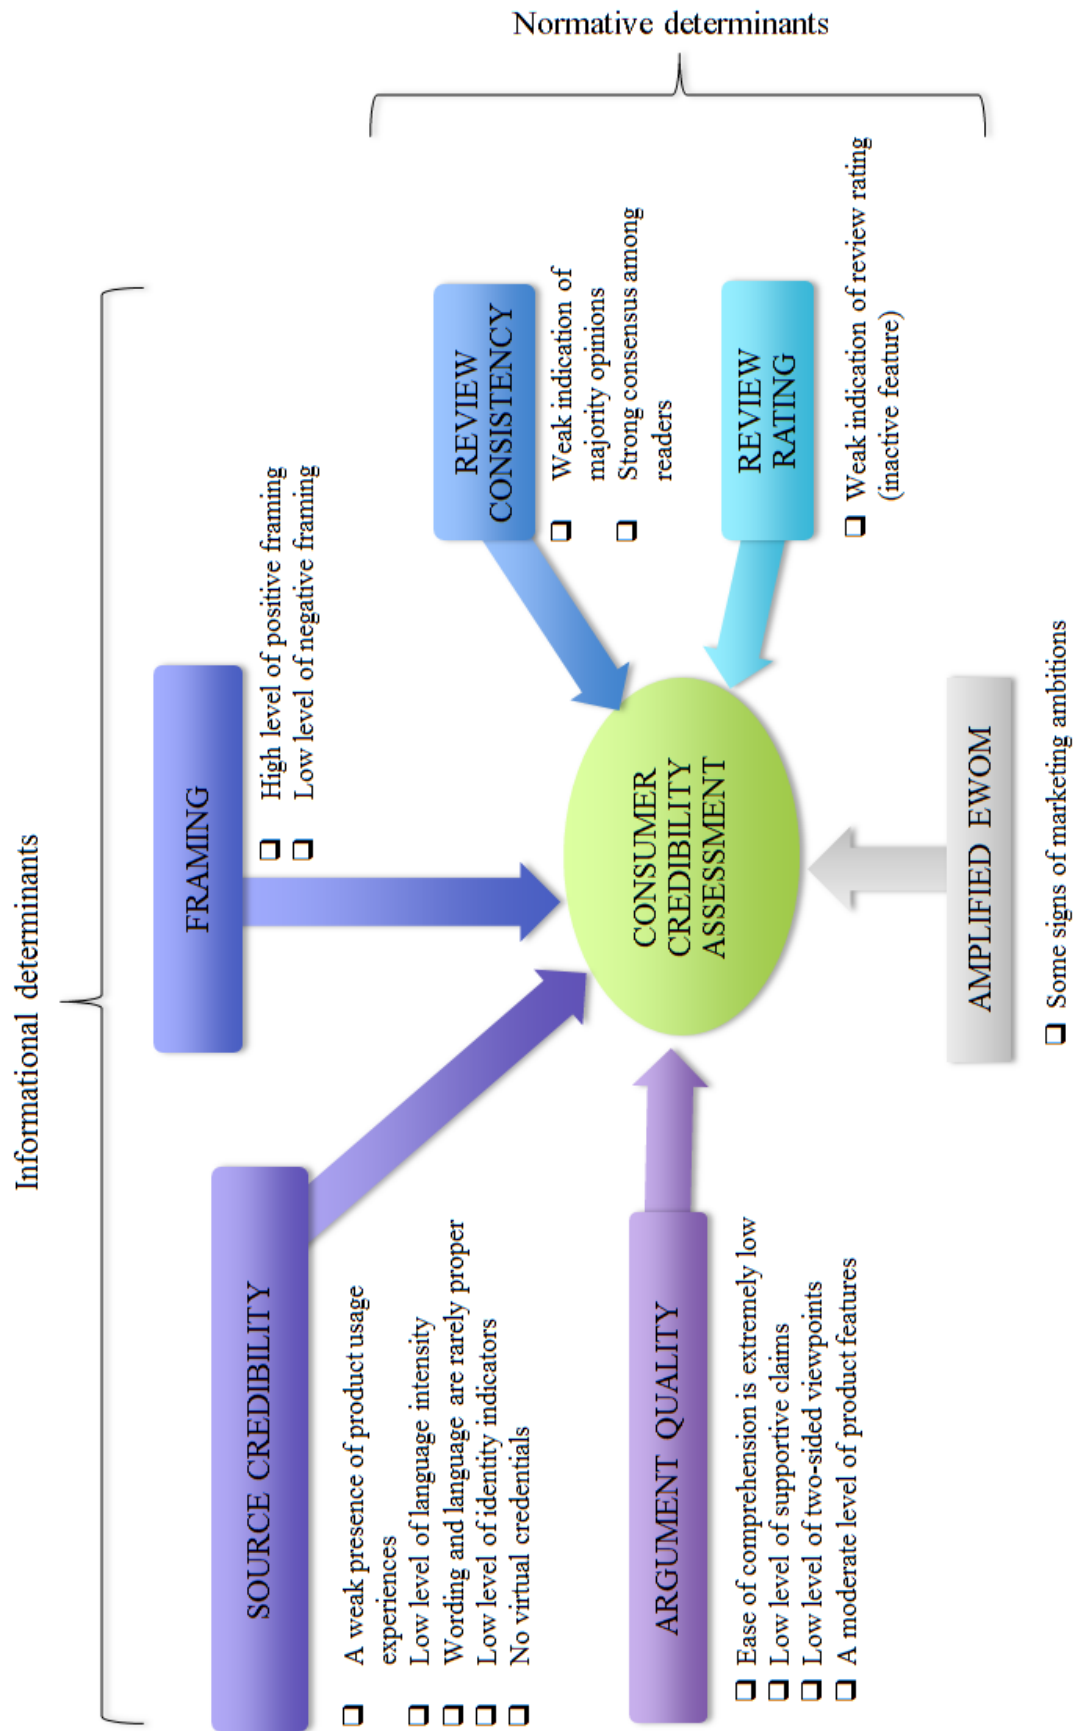 Informational determinants
SOURCE CREDIBILITY
❑ A weak presence of product usage
experiences
❑ Low level of language intensity
❑ Wording and language are rarely proper
❑ Low level of identity indicators
❑ No virtual credentials
FRAMING
❑ High level of positive framing
❑ Low level of negative framing
REVIEW
CONSISTENCY
❑ Weak indication of
majority opinions
❑ Strong consensus among
readers
Normative determinants
CONSUMER
CREDIBILITY
ASSESSMENT
ARGUMENT QUALITY
❑ Ease of comprehension is extremely low
❑ Low level of supportive claims
❑ Low level of two-sided viewpoints
❑ A moderate level of product features
REVIEW
RATING
❑ Weak indication of review rating
(inactive feature)
AMPLIFIED EWOM
❑ Some signs of marketing ambitions